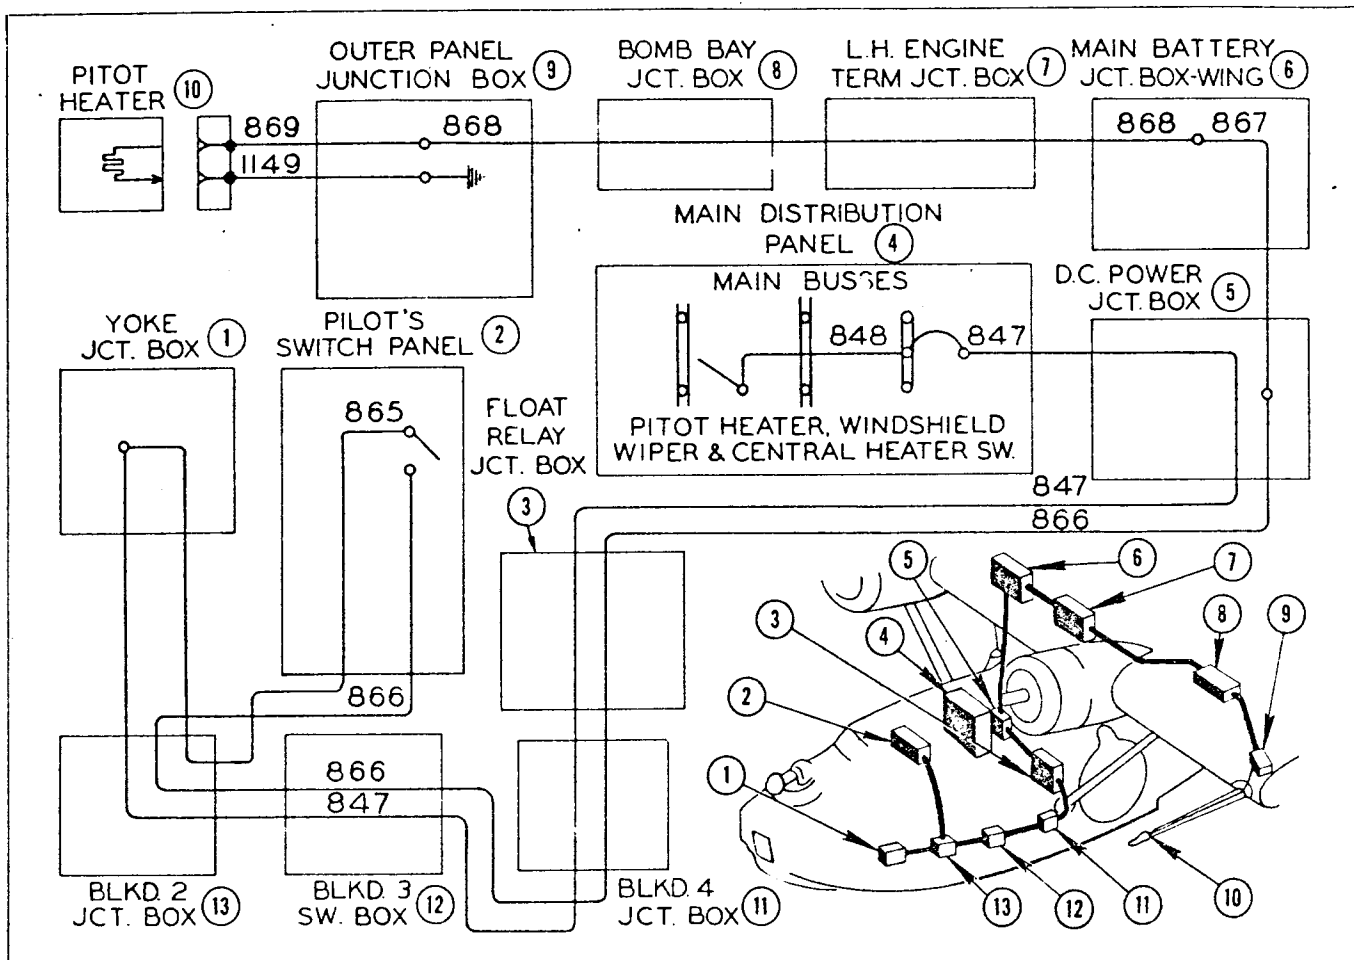 PITOT
HEATER 10
OUTER PANEL
JUNCTION BOX 9
BOMB BAY
JCT. BOX 8
L.H. ENGINE
TERM JCT. BOX 7
MAIN BATTERY
JCT. BOX-WING 6
869
868
868
867
1149
MAIN DISTRIBUTION
PANEL 4
MAIN BUSSES
848
847
PITOT HEATER, WINDSHIELD
WIPER & CENTRAL HEATER SW.
D.C. POWER
JCT. BOX 5
YOKE
JCT. BOX 1
PILOT'S
SWITCH PANEL 2
865
FLOAT
RELAY
JCT. BOX
3
847
866
866
866
847
BLKD. 2
JCT. BOX 13
BLKD. 3
SW. BOX 12
BLKD. 4
JCT. BOX 11
5
6
7
3
4
8
9
2
1
13
12
11
10